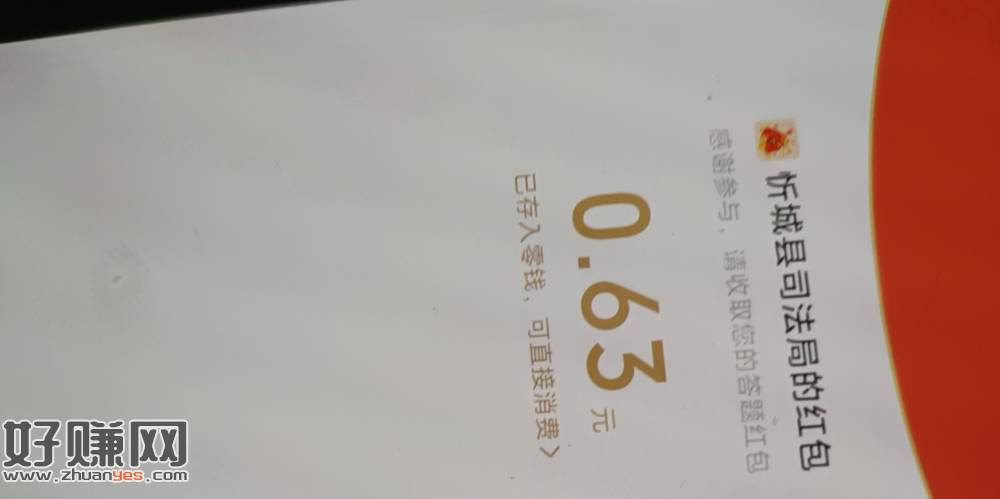 忻城县司法局的红包
感谢参与，请收取您的答题红包
0.63元
已存入零钱，可直接消费>
好赚网
www.zhuanyes.com